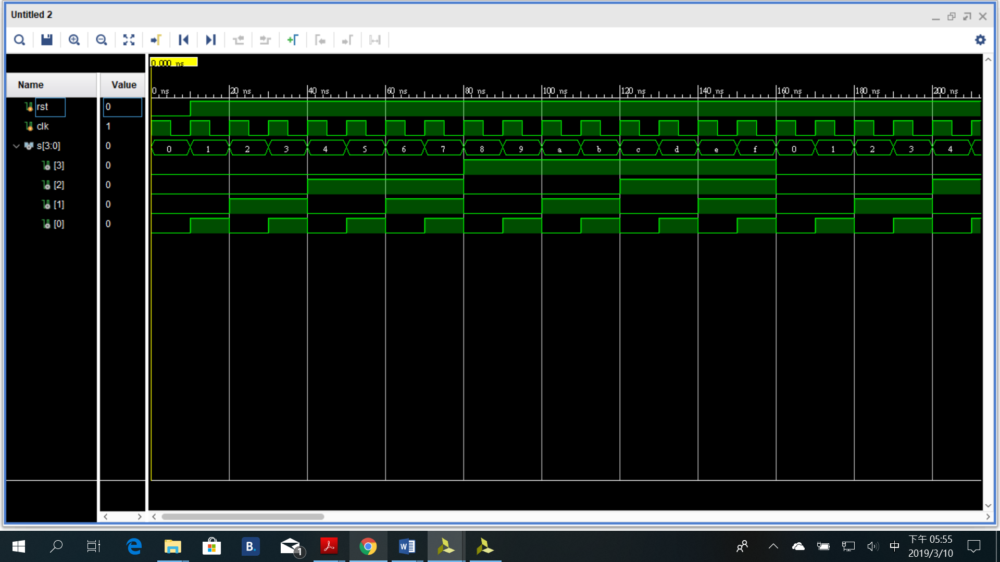 Untitled 2
0.000 ns
Name Value
0 ns 20 ns 40 ns 60 ns 80 ns 100 ns 120 ns 140 ns 160 ns 180 ns 200 ns
rst 0
clk 1
s[3:0] 0 0 1 2 3 4 5 6 7 8 9 a b c d e f 0 1 2 3 4
[3] 0
[2] 0
[1] 0
[0] 0
B. 1 W 中 下午 05:55
2019/3/10